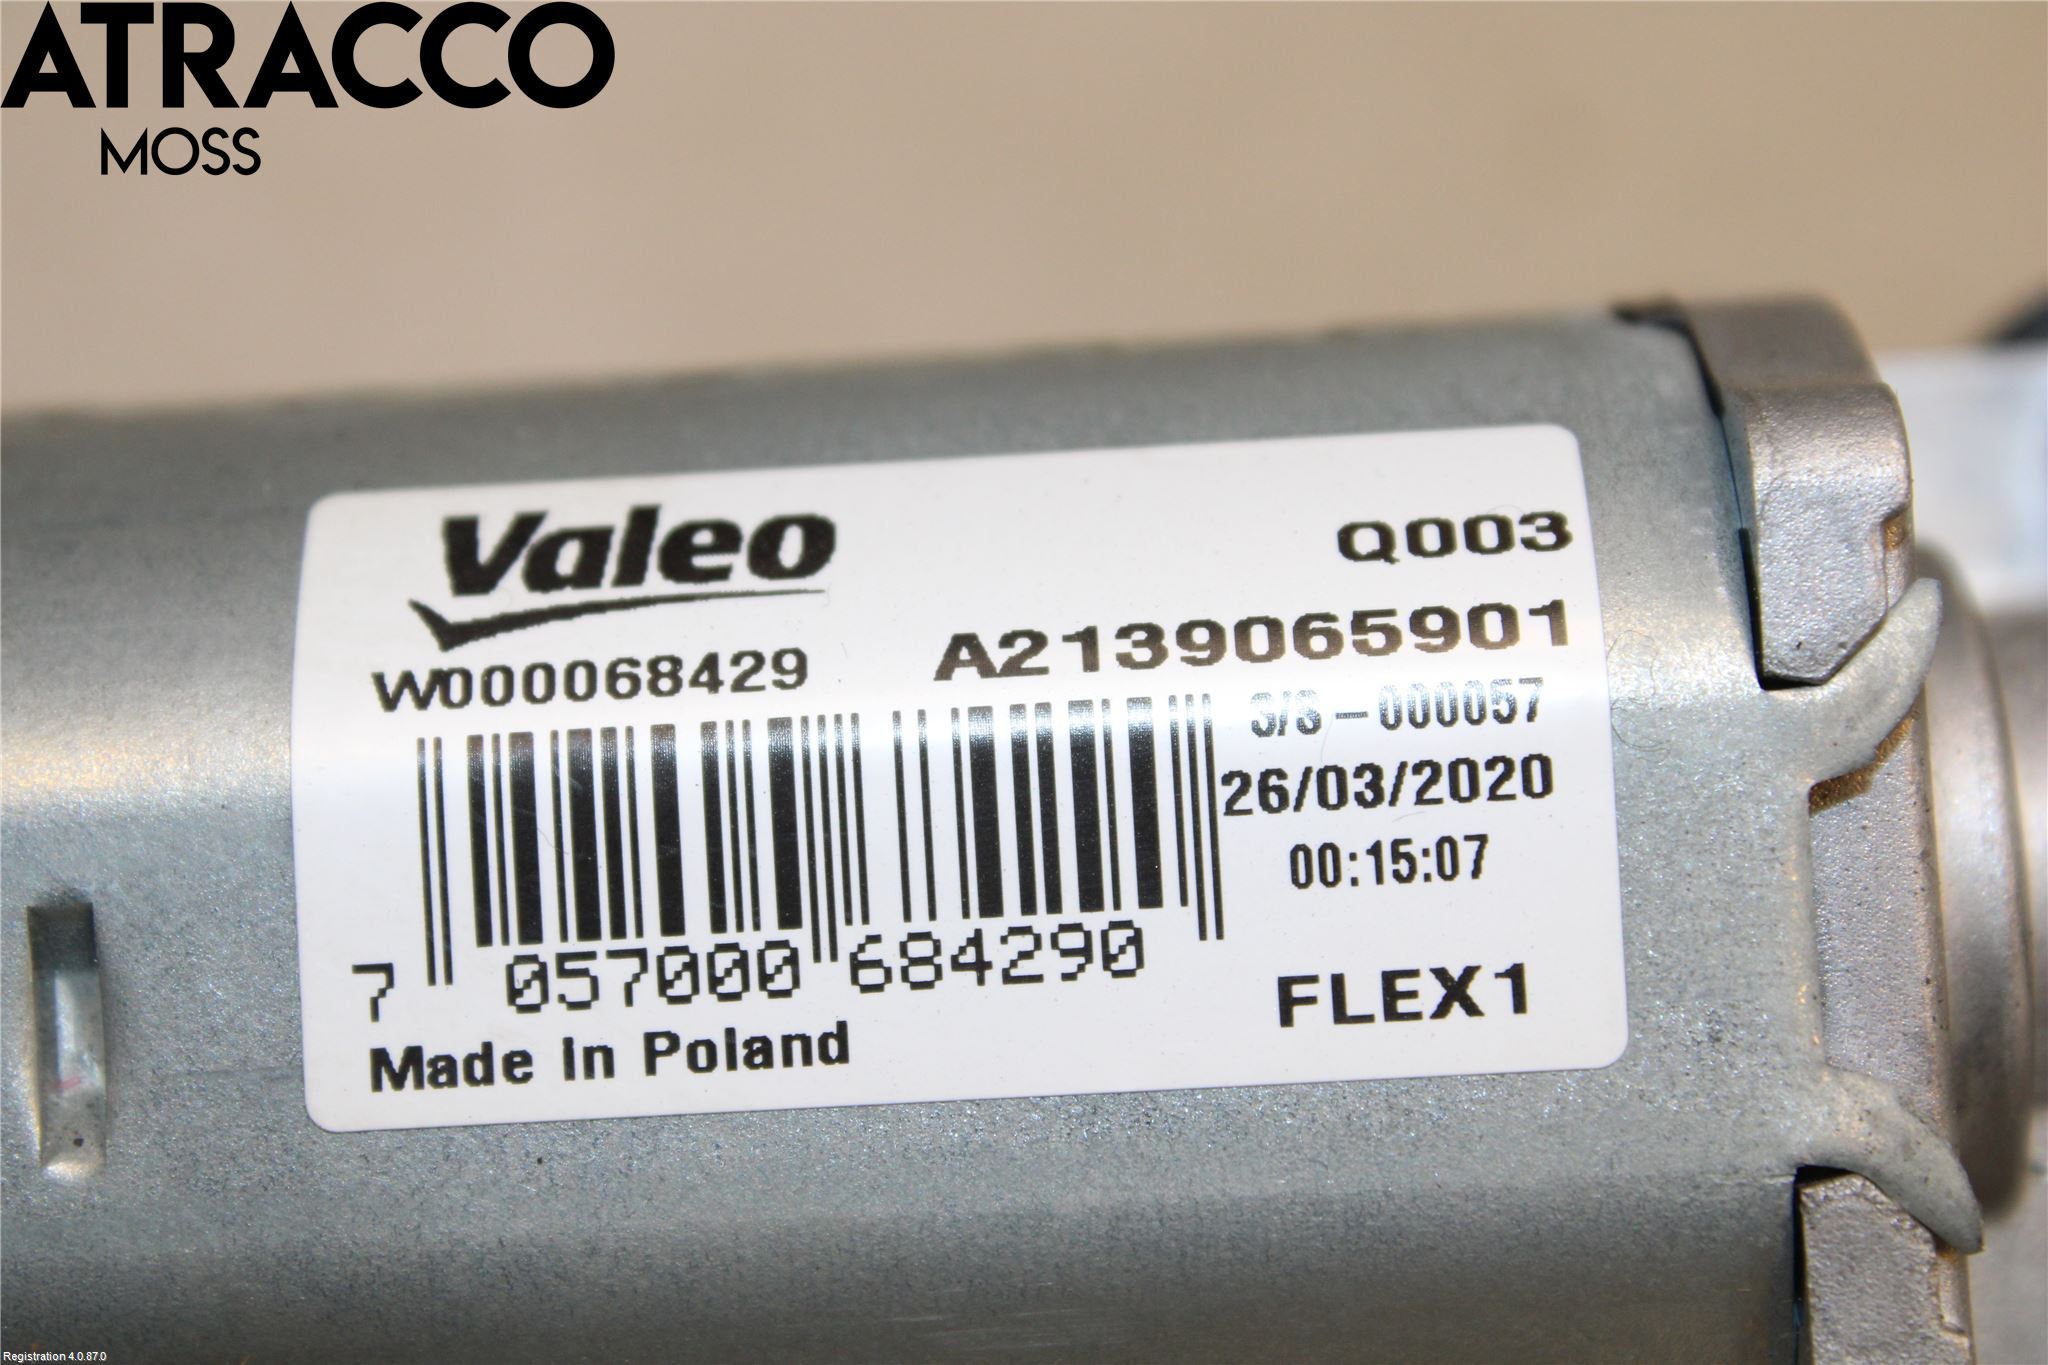 ATRACCO
MOSS
Valeo
Q003
W000068429
A2139065901
S/S-000057
26/03/2020
00:15:07
7 057000 684290
FLEX1
Made In Poland
Registration 4.0.87.0